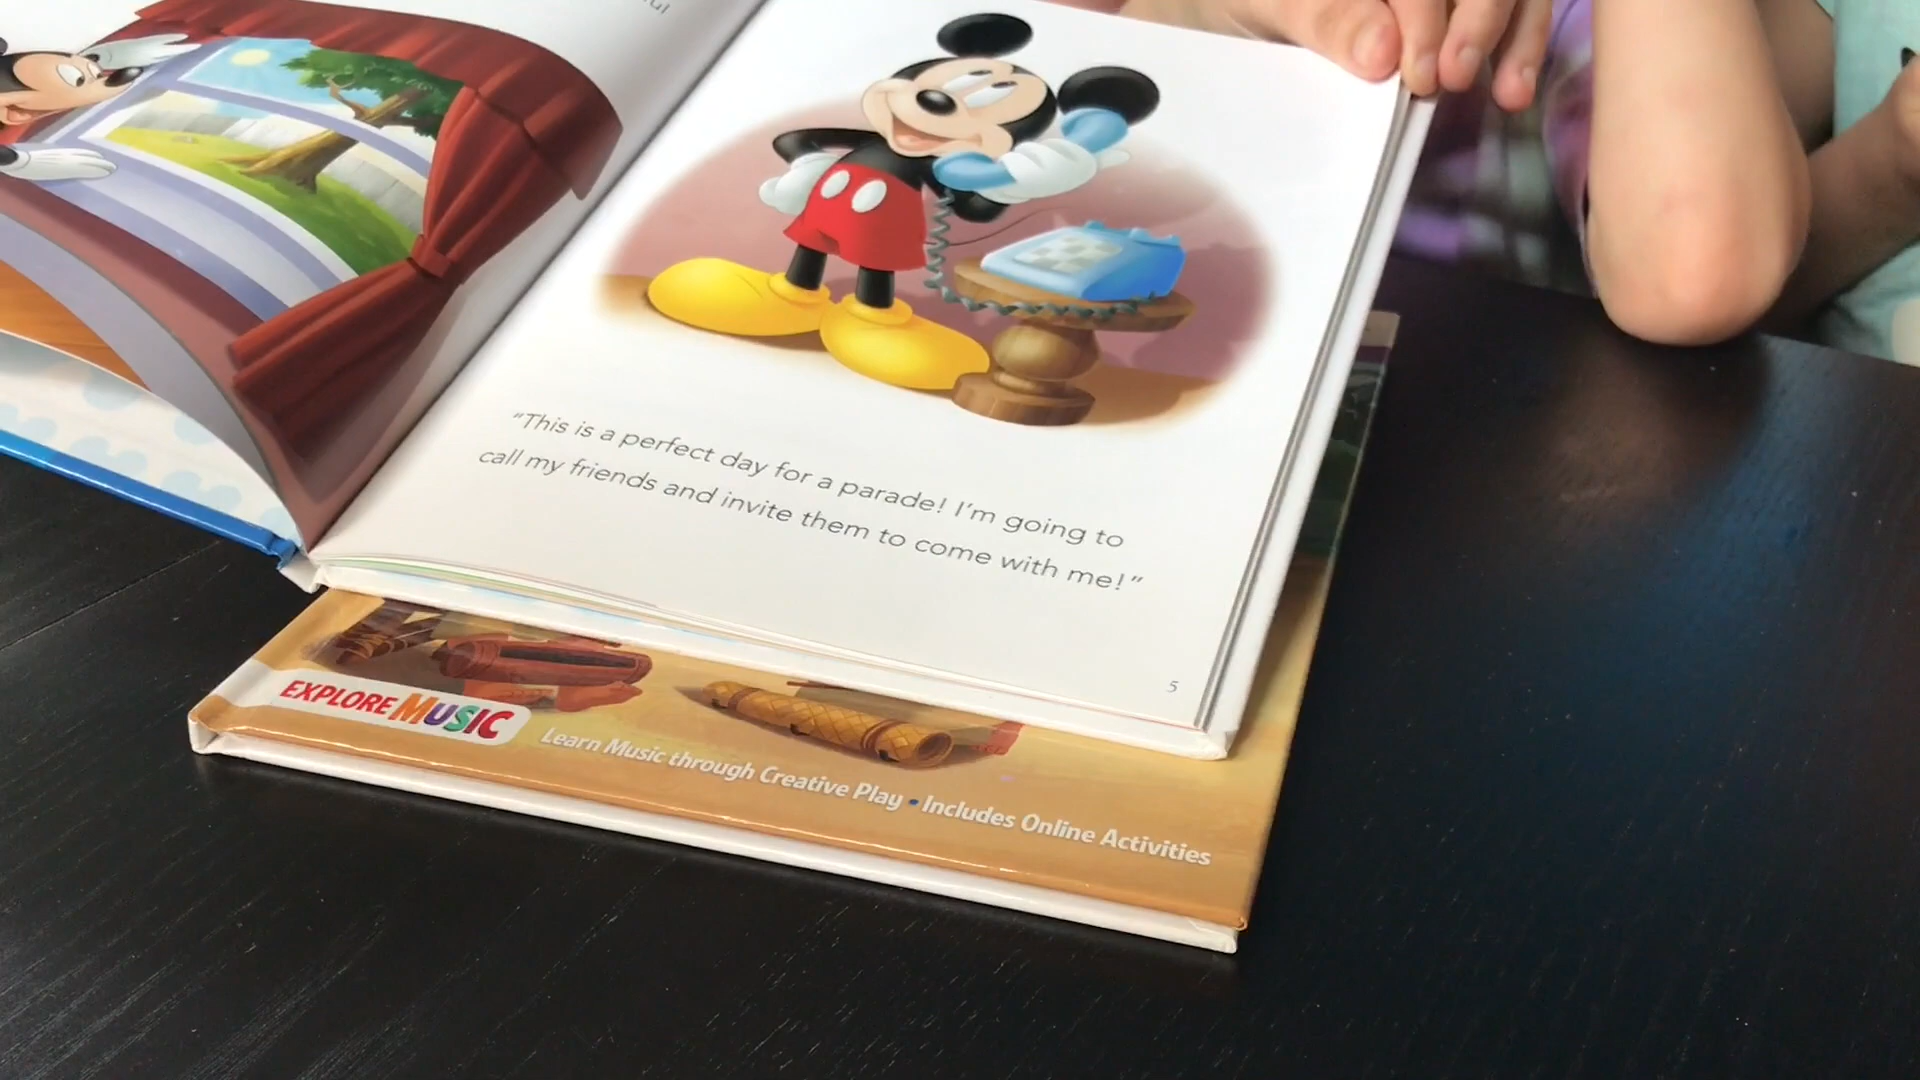 "This is a perfect day for a parade! I'm going to
call my friends and invite them to come with me!"
5
EXPLORE MUSIC
Learn Music through Creative Play • Includes Online Activities